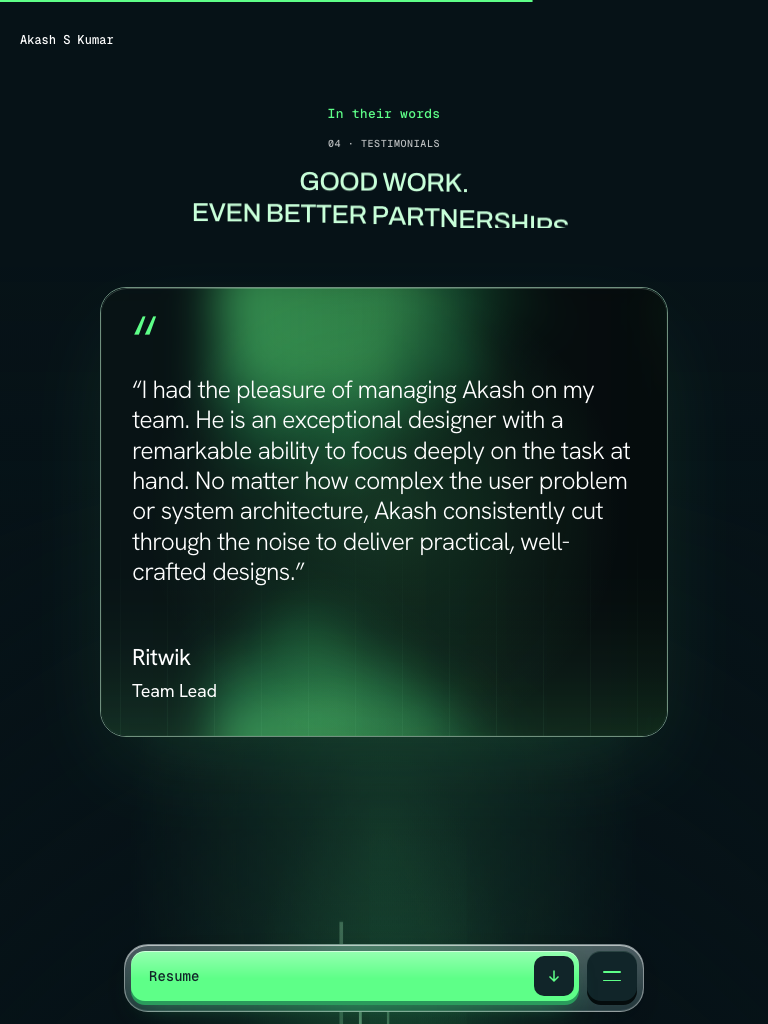 Akash S Kumar
In their words
04 · TESTIMONIALS
GOOD WORK.
EVEN BETTER PARTNERSHIPS
“I had the pleasure of managing Akash on my
team. He is an exceptional designer with a
remarkable ability to focus deeply on the task at
hand. No matter how complex the user problem
or system architecture, Akash consistently cut
through the noise to deliver practical, well-
crafted designs.”
Ritwik
Team Lead
Resume